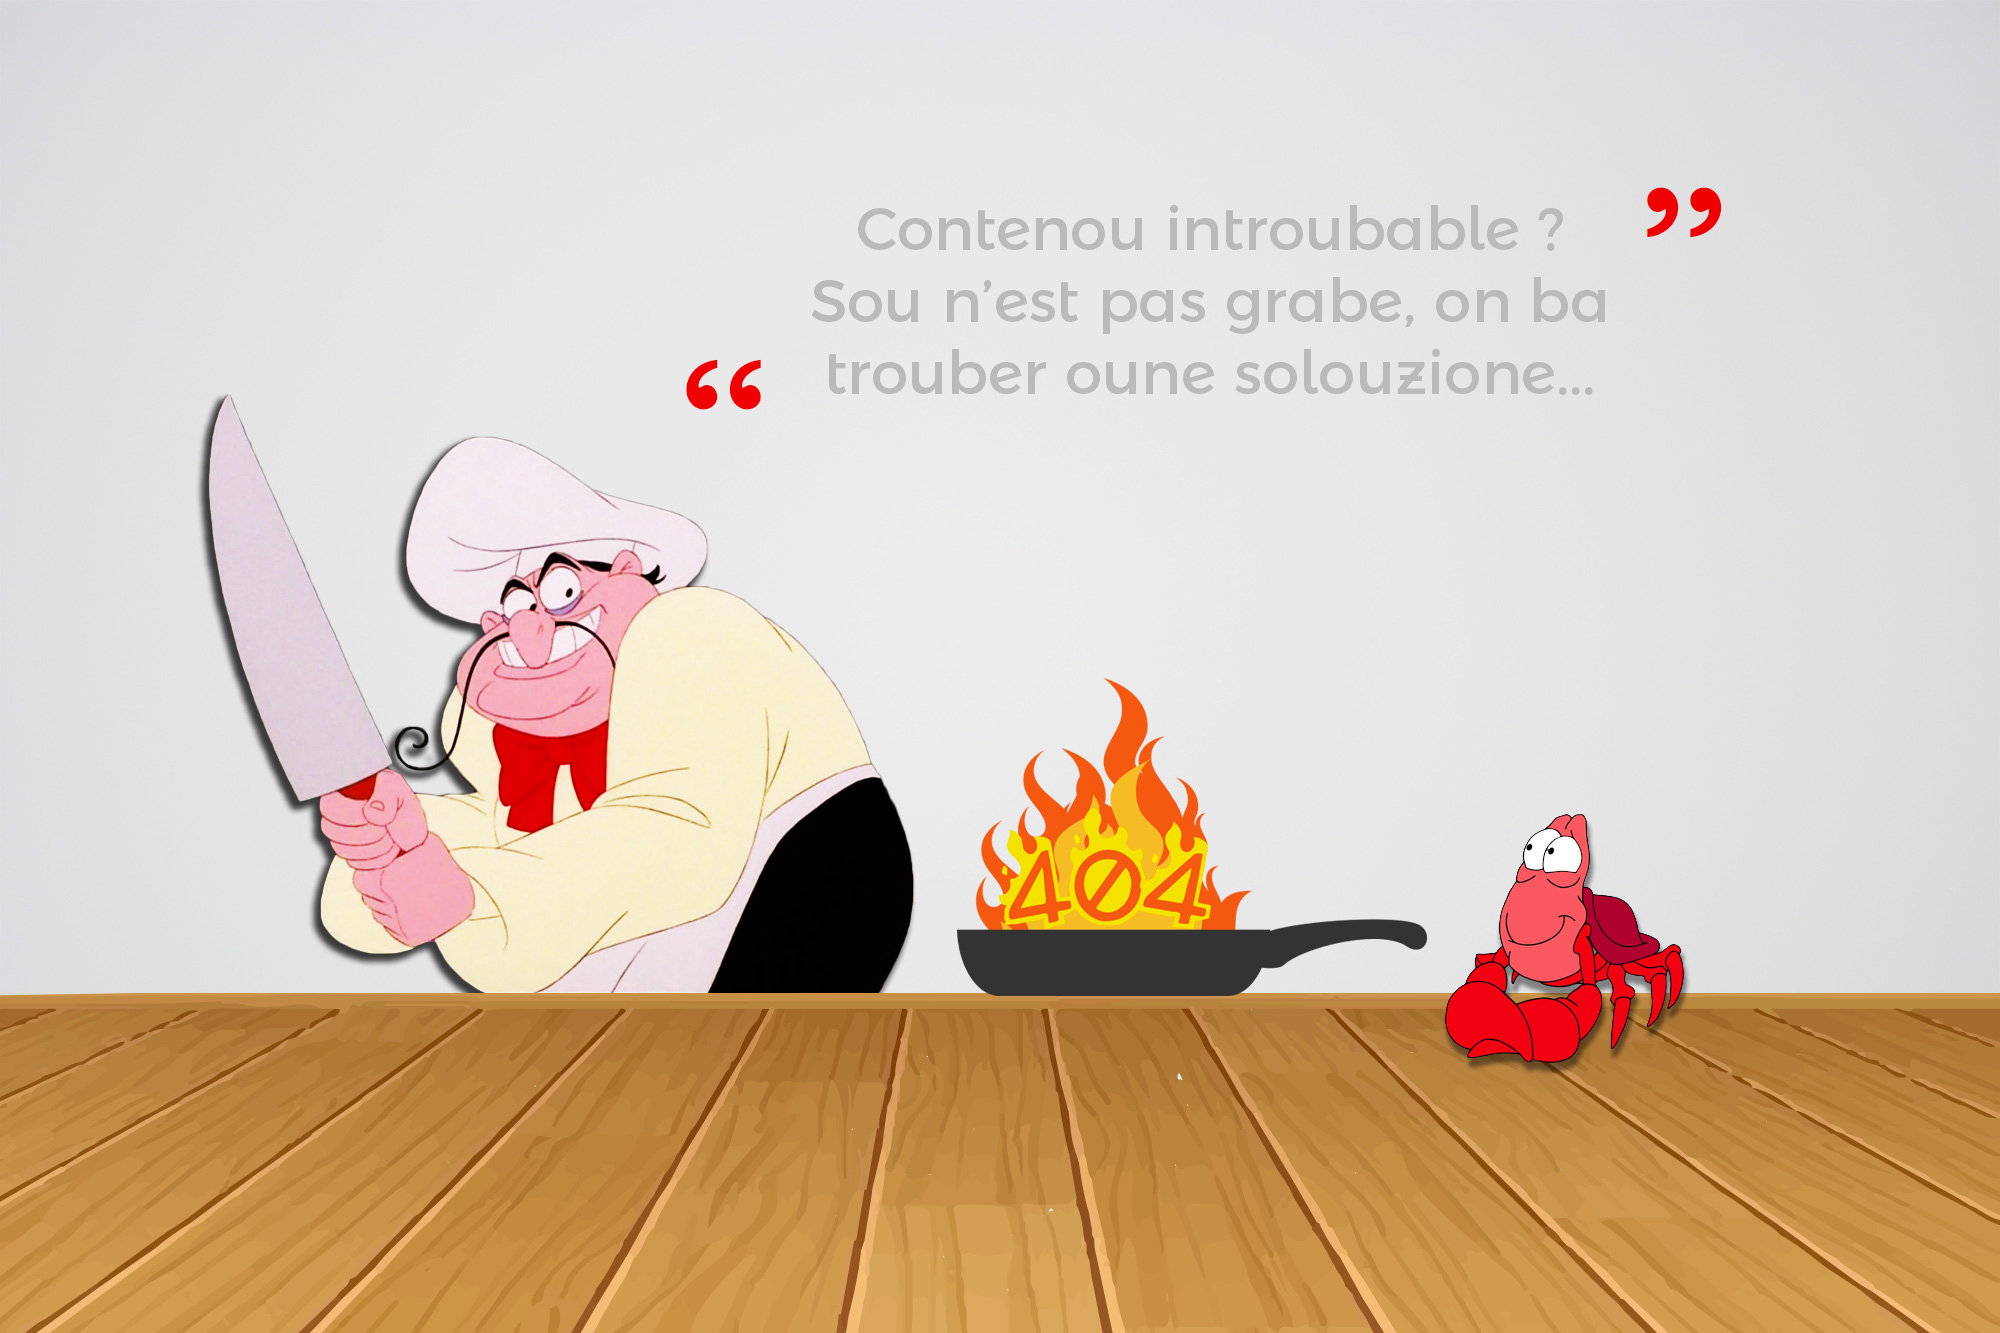 Contenou introubable ?
Sou n’est pas grabe, on ba
trouber oune solouzione...
404